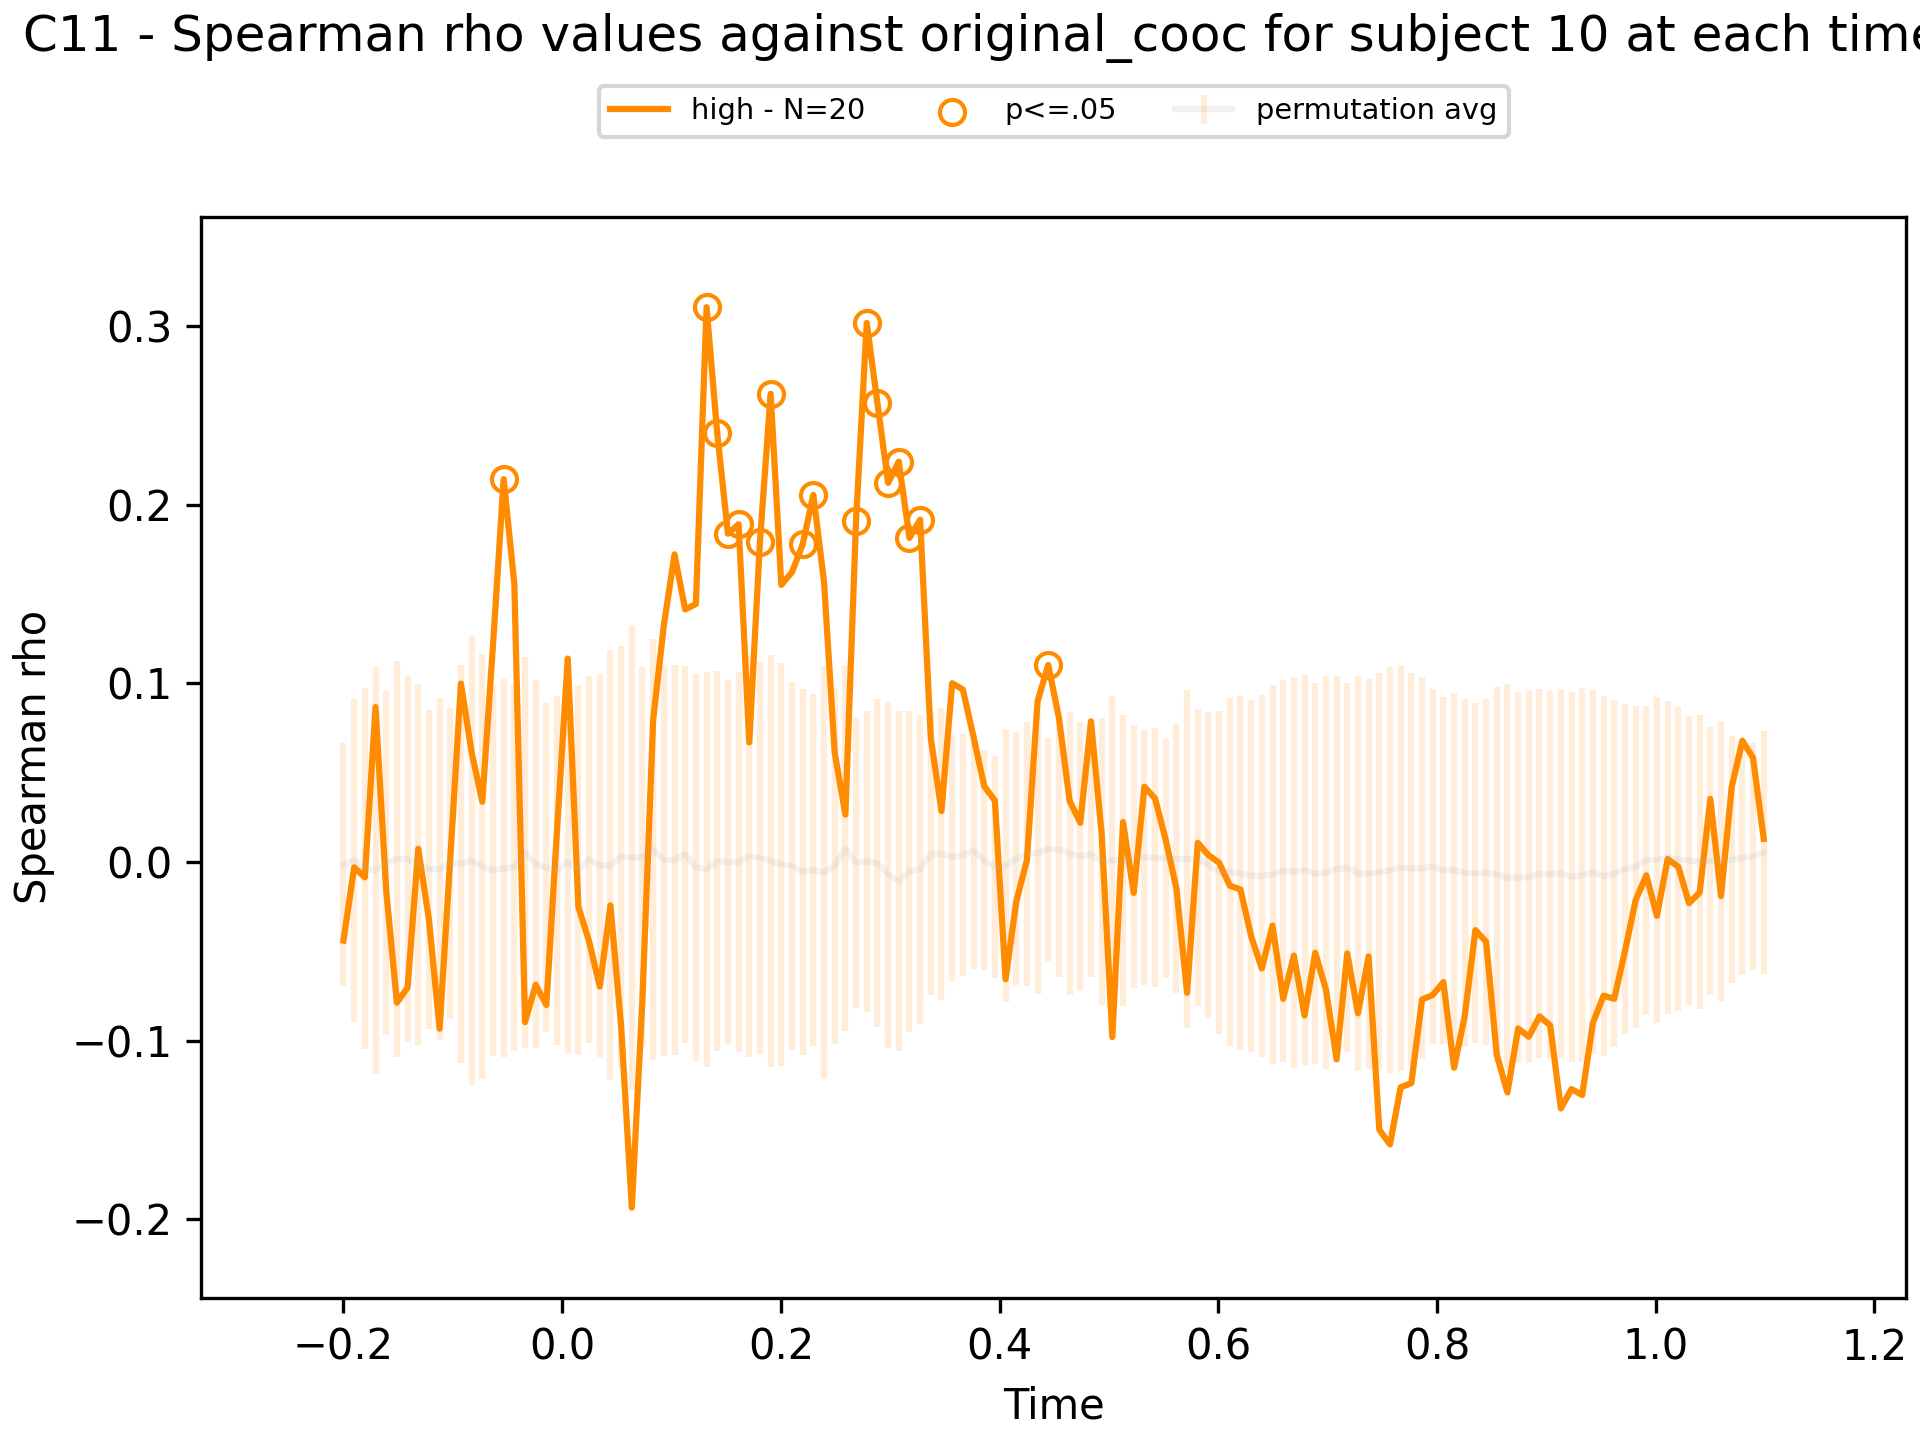 C11 - Spearman rho values against original_cooc for subject 10 at each time
high - N=20 p<=.05 permutation avg
0.3
0.2
0.1
0.0
−0.1
−0.2
Spearman rho
−0.2 0.0 0.2 0.4 0.6 0.8 1.0 1.2
Time